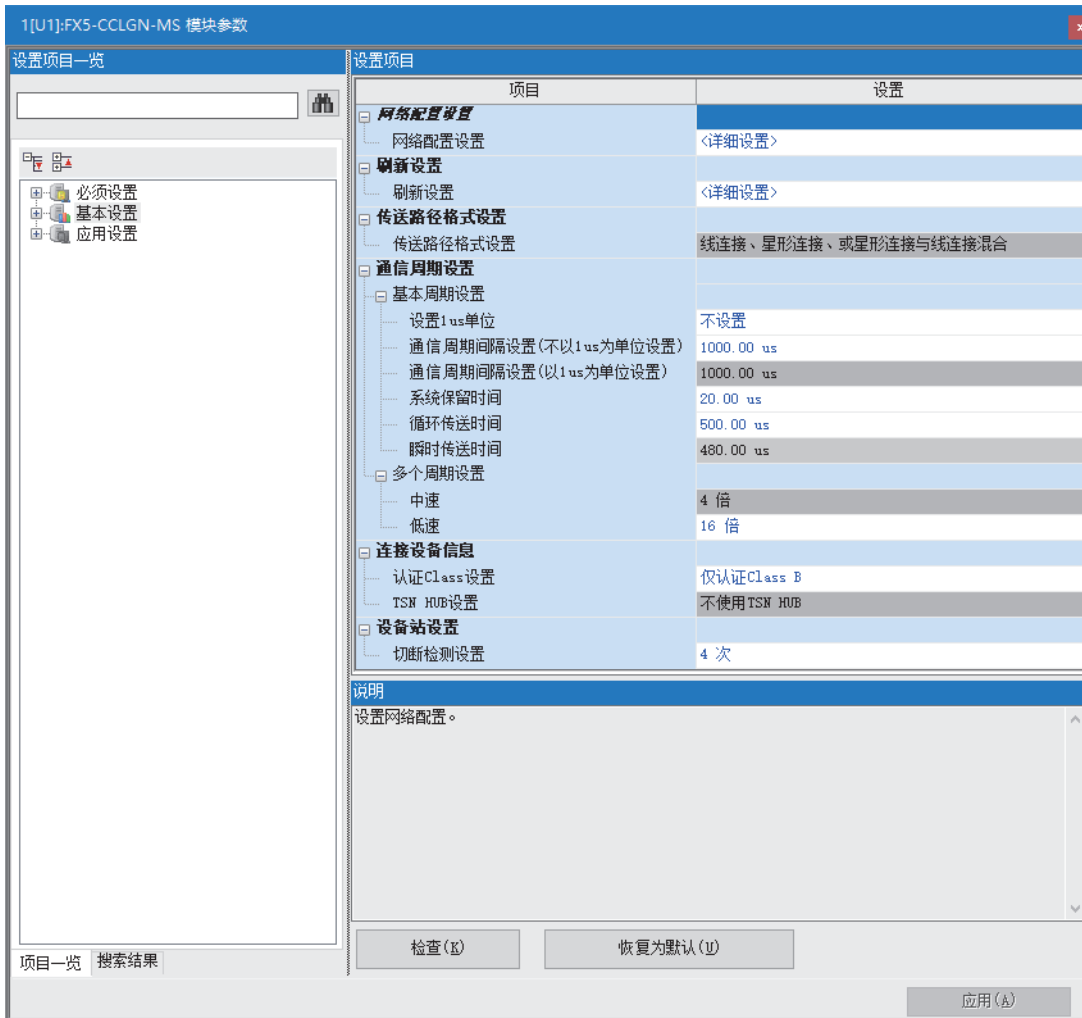 1[U1]:FX5-CCLGN-MS 模块参数
设置项目一览
项目一览 搜索结果
必须设置
基本设置
应用设置
设置项目
项目 设置
网络配置设置
网络配置设置 <详细设置>
刷新设置
刷新设置 <详细设置>
传送路径格式设置
传送路径格式设置 线连接、星形连接、或星形连接与线连接混合
通信周期设置
基本周期设置
设置1us单位 不设置
通信周期间隔设置(不以1us为单位设置) 1000.00 us
通信周期间隔设置(以1us为单位设置) 1000.00 us
系统保留时间 20.00 us
循环传送时间 500.00 us
瞬时传送时间 480.00 us
多个周期设置
中速 4 倍
低速 16 倍
连接设备信息
认证Class设置 仅认证Class B
TSN HUB设置 不使用TSN HUB
设备站设置
切断检测设置 4 次
说明
设置网络配置。
检查(K) 恢复为默认(U)
应用(A)